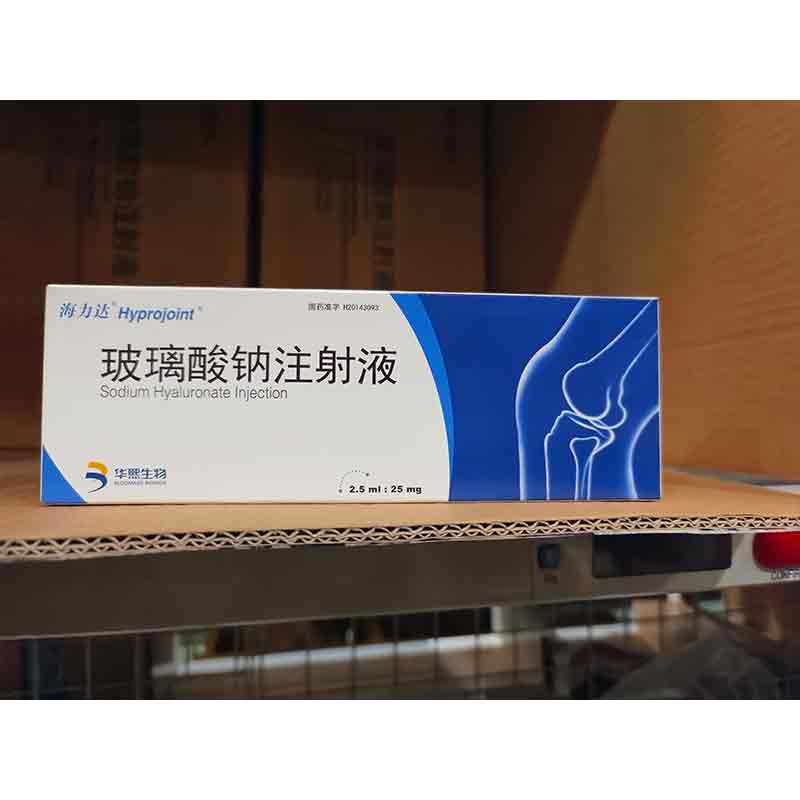 海力达® Hyprojoint®
国药准字 H20143093
玻璃酸钠注射液
Sodium Hyaluronate Injection
华熙生物
BLOOMAGE BIOTECH
2.5 ml : 25 mg